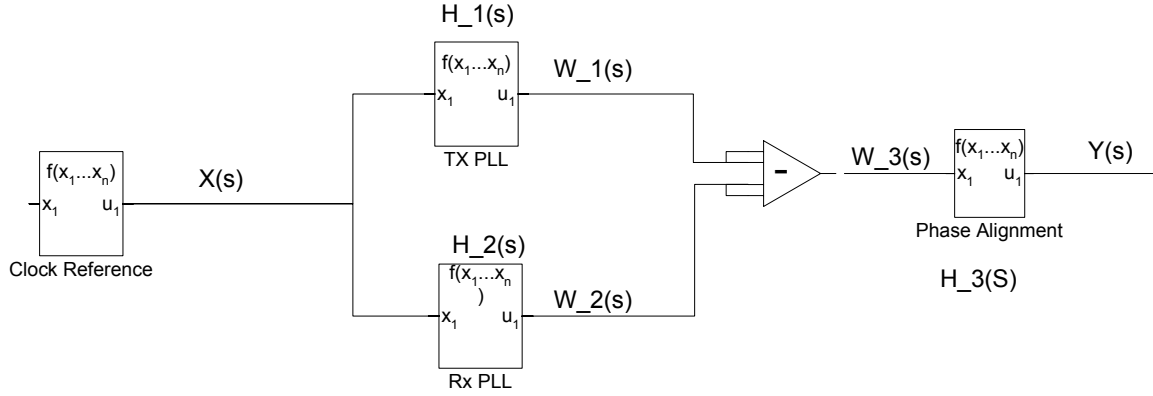 H_1(s)
f(x₁...xₙ)
x₁ u₁
TX PLL
W_1(s)
f(x₁...xₙ)
x₁ u₁
Clock Reference
X(s)
H_2(s)
f(x₁...xₙ
)
x₁ u₁
Rx PLL
W_2(s)
-
W_3(s)
f(x₁...xₙ)
x₁ u₁
Phase Alignment
H_3(S)
Y(s)